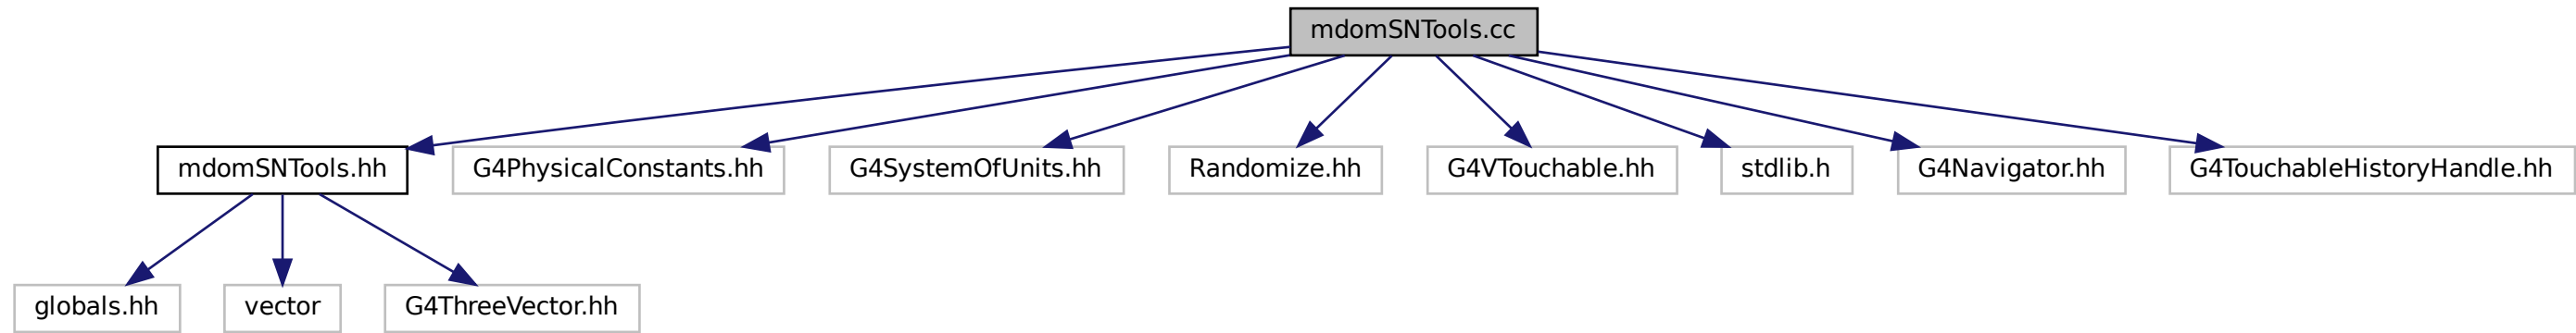 mdomSNTools.cc
mdomSNTools.hh
G4PhysicalConstants.hh
G4SystemOfUnits.hh
Randomize.hh
G4VTouchable.hh
stdlib.h
G4Navigator.hh
G4TouchableHistoryHandle.hh
globals.hh
vector
G4ThreeVector.hh